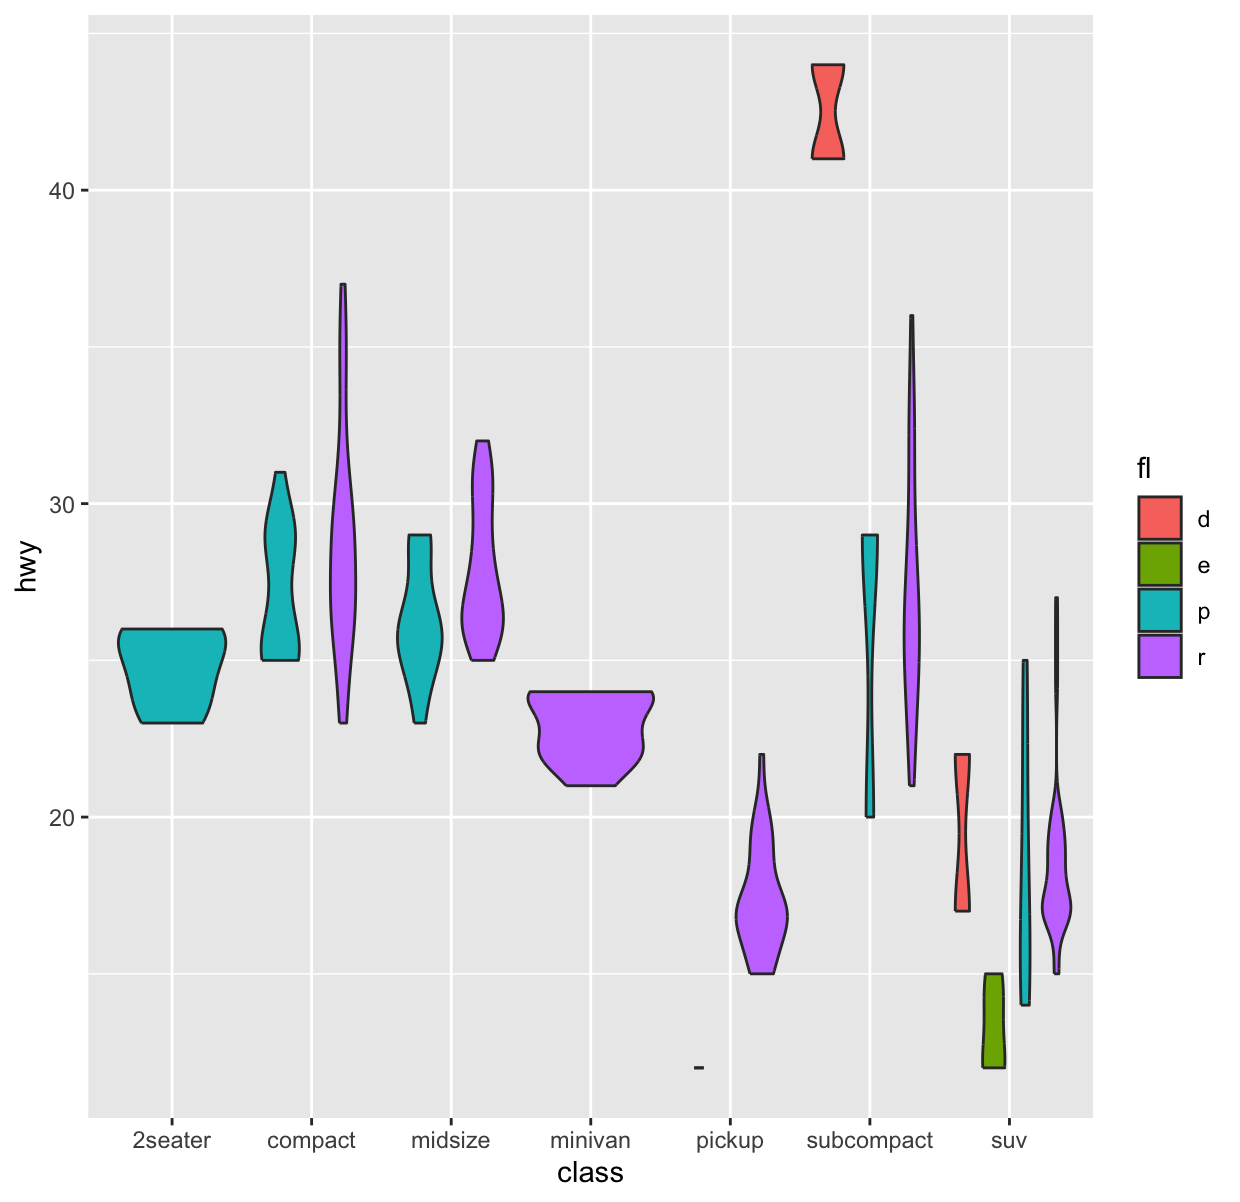 40
30
20
hwy
2seater compact midsize minivan pickup subcompact suv
class
fl
d
e
p
r